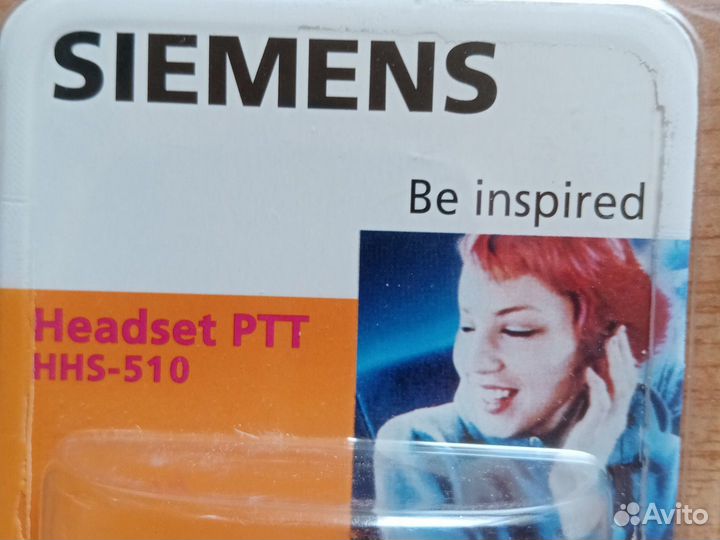 SIEMENS
Be inspired
Headset PTT
HHS-510
Avito